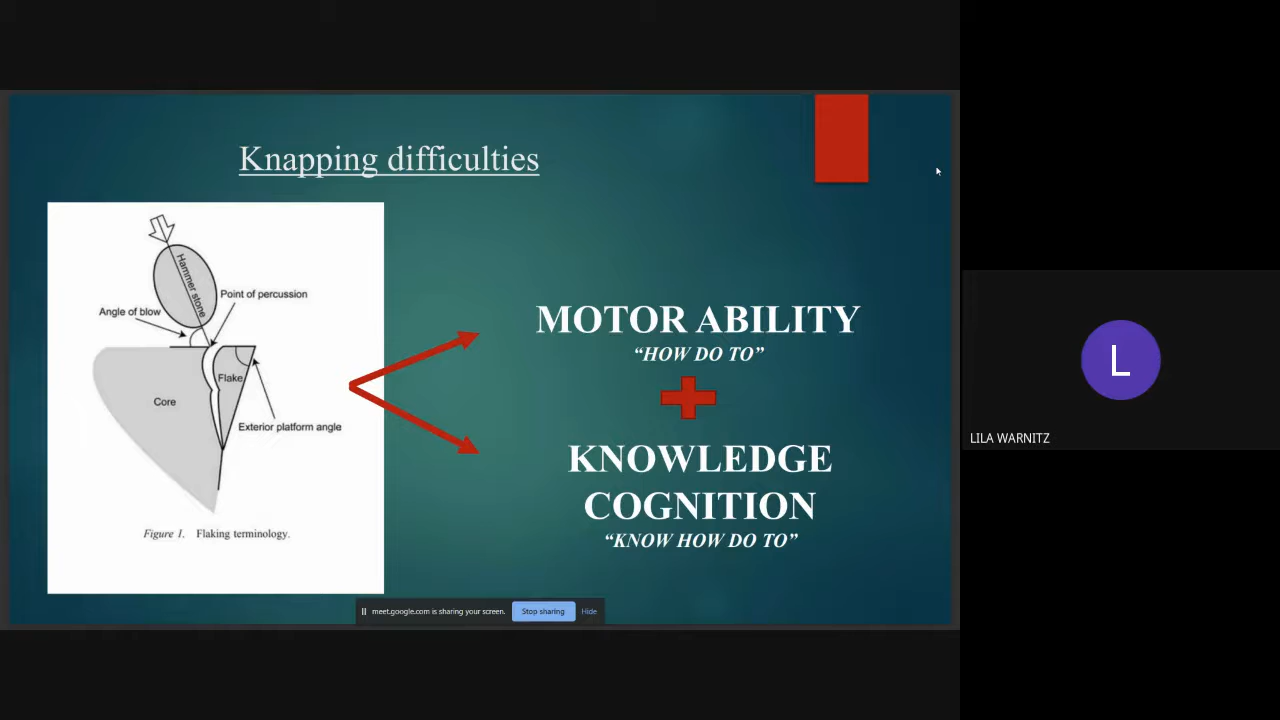 Knapping difficulties
Hammer stone
Point of percussion
Angle of blow
Flake
Core
Exterior platform angle
Figure 1. Flaking terminology.
MOTOR ABILITY
“HOW DO TO”
KNOWLEDGE
COGNITION
“KNOW HOW DO TO”
meet.google.com is sharing your screen. Stop sharing Hide
L
LILA WARNITZ